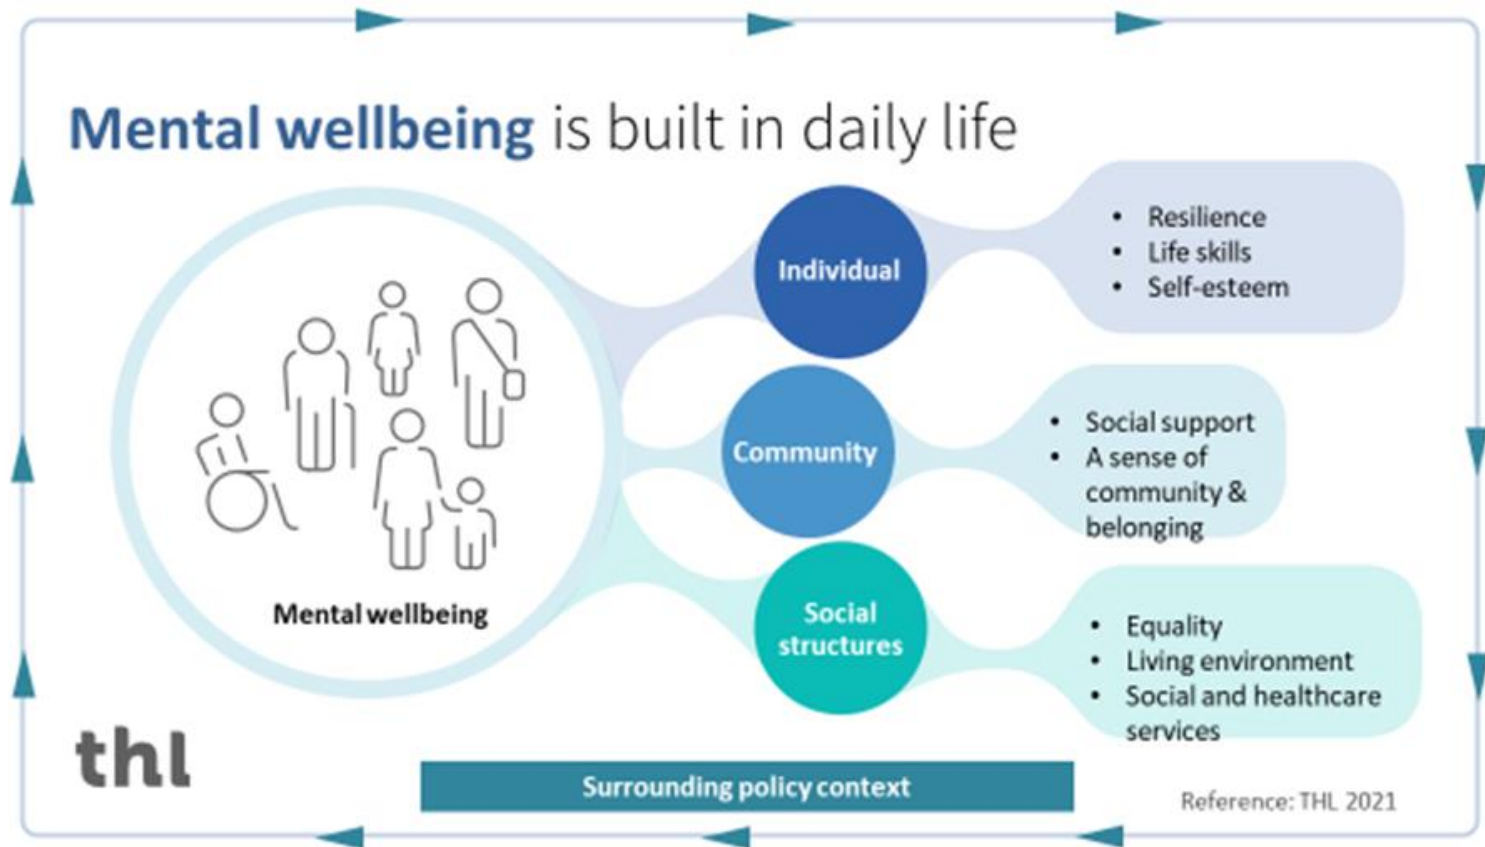 Mental wellbeing is built in daily life
Individual
• Resilience
• Life skills
• Self-esteem
Community
• Social support
• A sense of
community &
belonging
Social
structures
• Equality
• Living environment
• Social and healthcare
services
Mental wellbeing
thl
Surrounding policy context
Reference: THL 2021